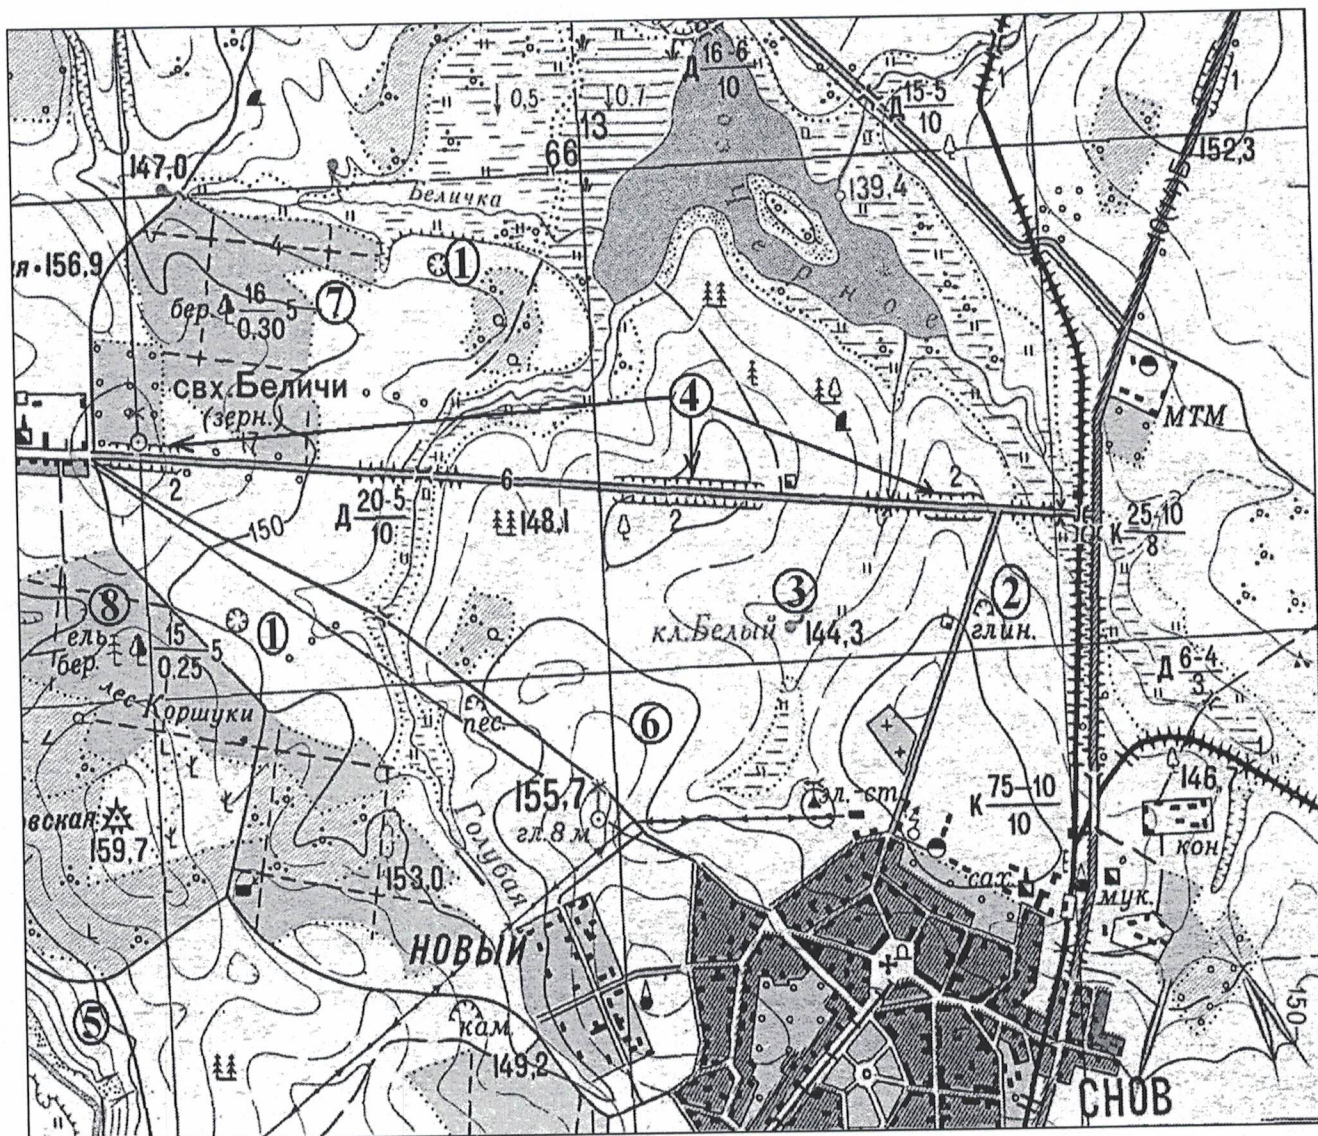 Д 16-6
10
Д 15-5
10
0,5
0,7
13
66
152,3
147,0
Беличка
139,4
я • 156,9
4
1
Черное
7
бер. 16 5
0,30
свх. Беличи
(зерн.)
4
МТМ
17
2
6
2
2
150
Д 20-5
10
148,1
К 25-10
8
8
1
3
2
кл. Белый
144,3
глин.
ель
бер. 15 5
0,25
лес Коршуки
пес.
6
Д 6-4
3
155,7
гл. 8 м
эл.-ст.
К 75-10
10
146,7
вская
159,7
Голубая
кон.
153,0
сах.
мук.
НОВЫЙ
5
кам.
149,2
150
СНОВ